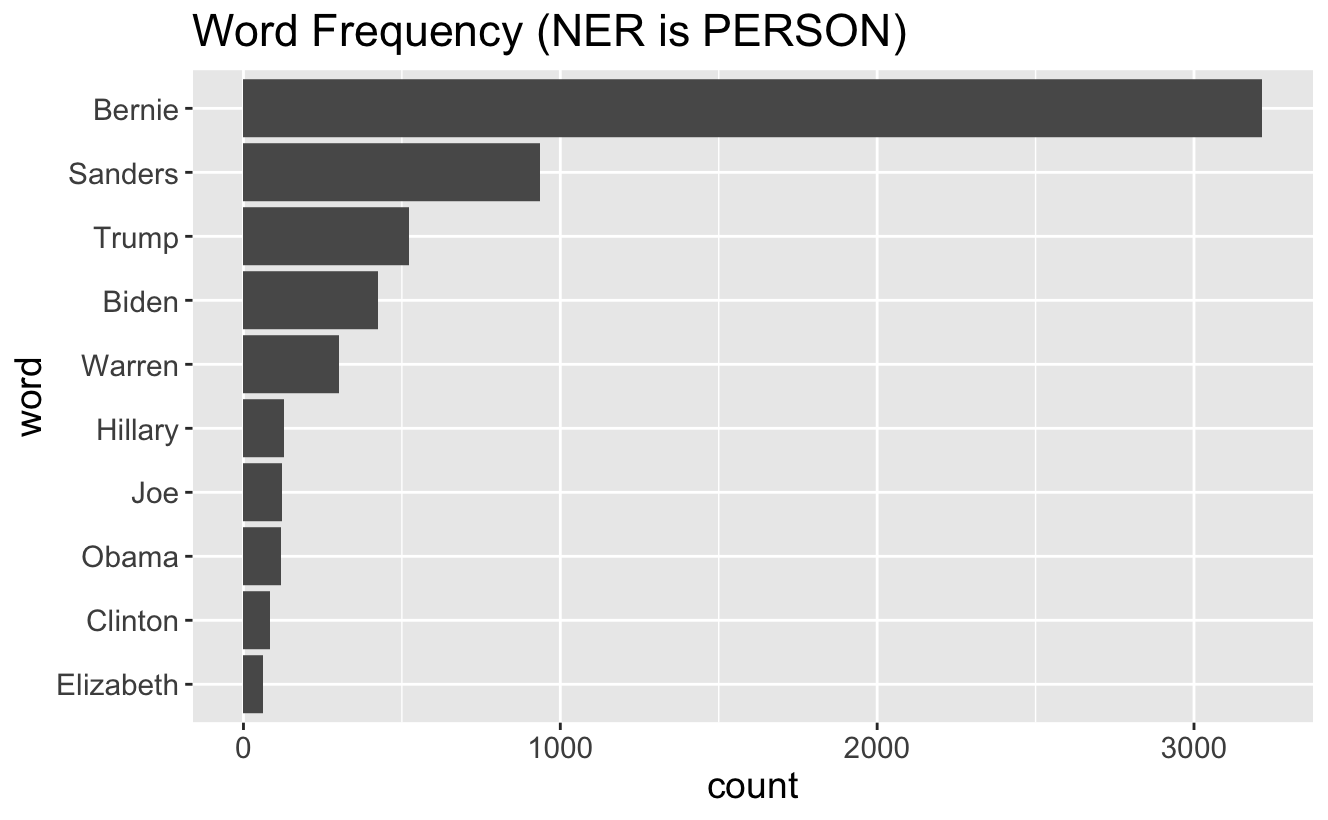 Word Frequency (NER is PERSON)
Bernie
Sanders
Trump
Biden
Warren
Hillary
Joe
Obama
Clinton
Elizabeth
word
0 1000 2000 3000
count